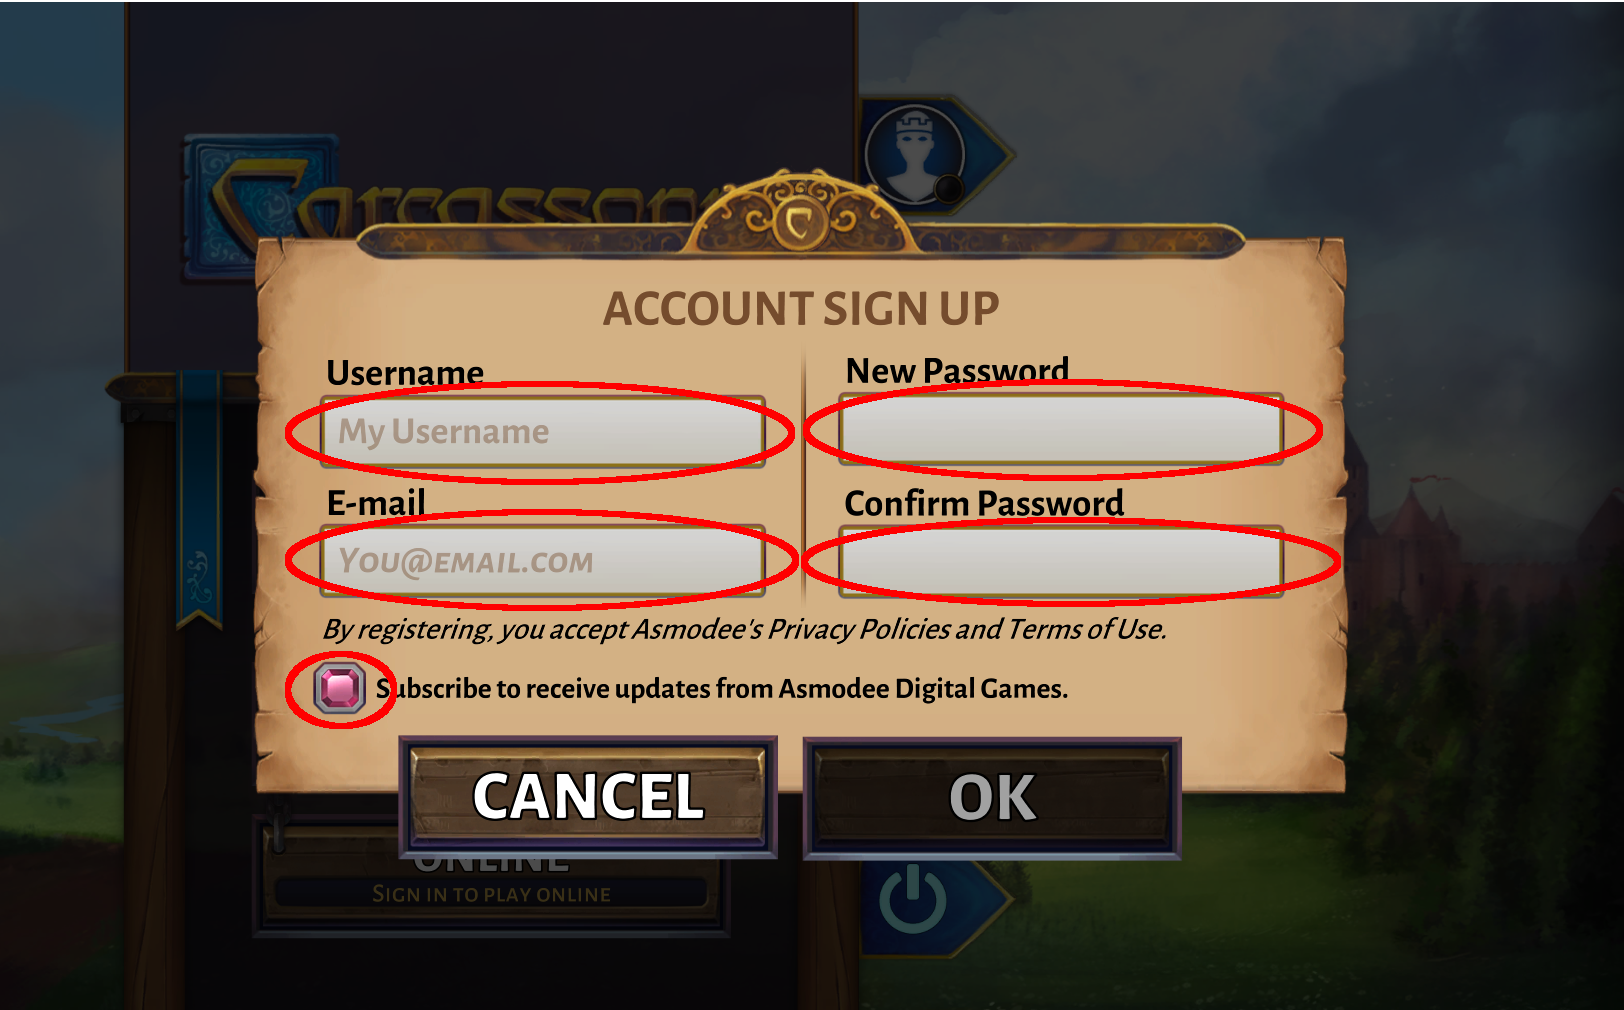 ACCOUNT SIGN UP
Username
New Password
My Username
E-mail
Confirm Password
You@email.com
By registering, you accept Asmodee's Privacy Policies and Terms of Use.
Subscribe to receive updates from Asmodee Digital Games.
CANCEL
OK
ONLINE
Sign in to play online